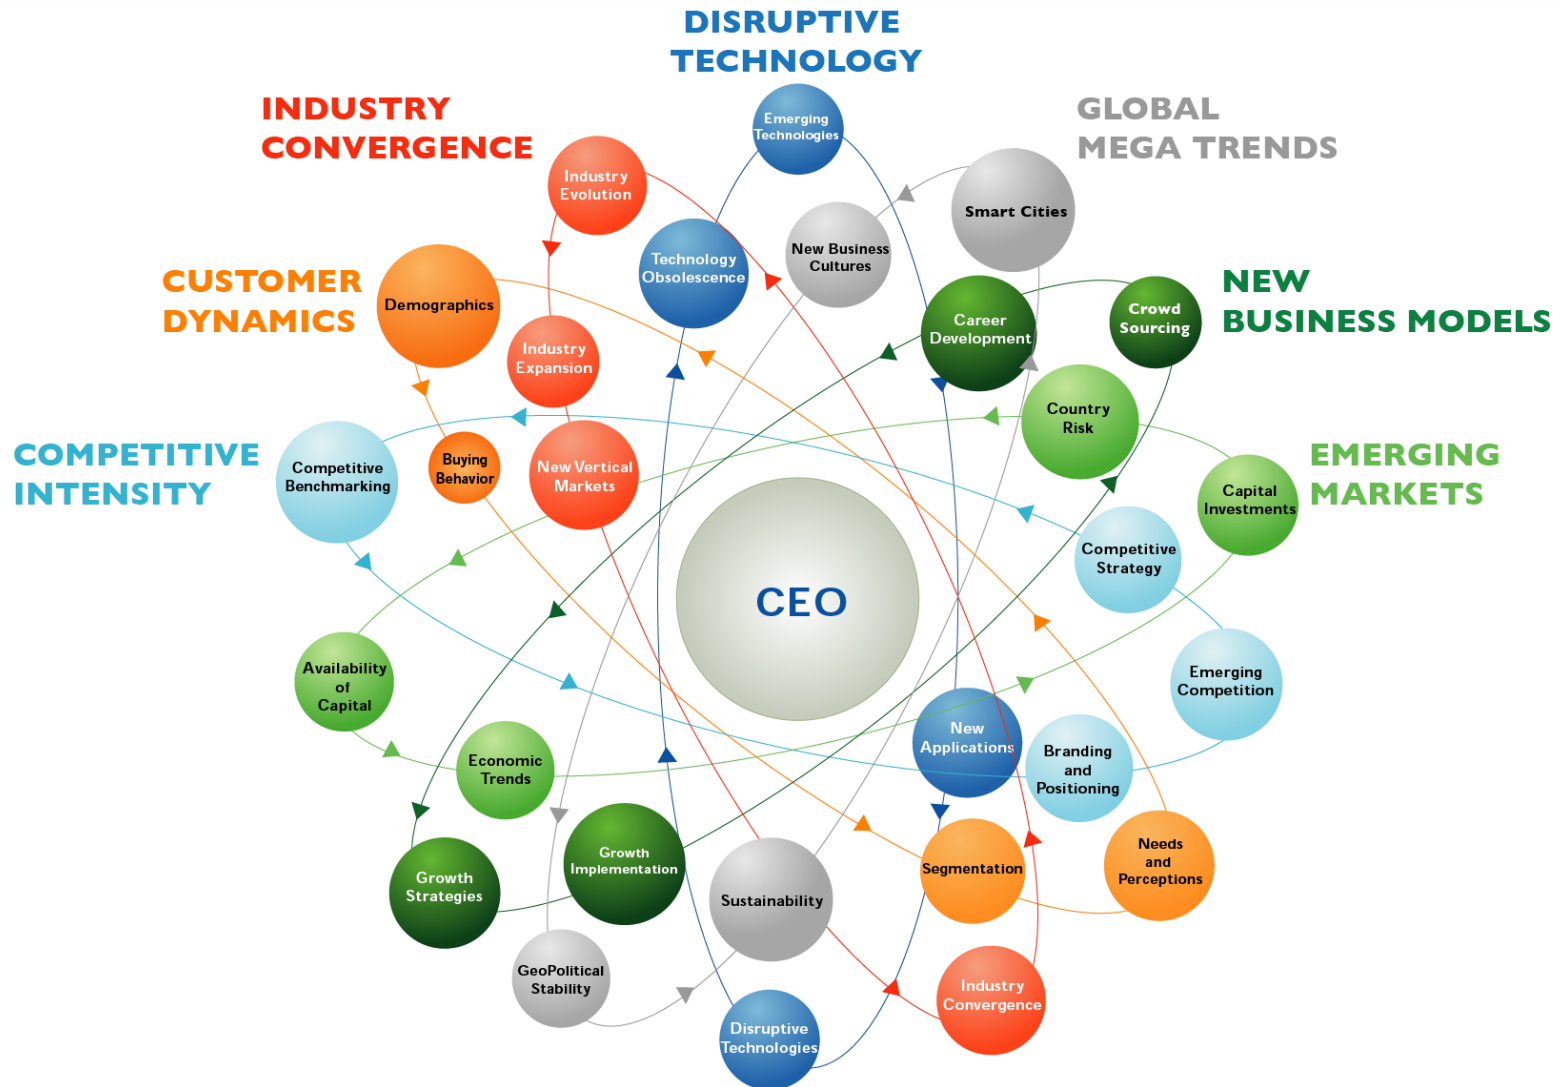 DISRUPTIVE
TECHNOLOGY
INDUSTRY
CONVERGENCE
GLOBAL
MEGA TRENDS
Emerging
Technologies
Industry
Evolution
Smart Cities
New Business
Cultures
Technology
Obsolescence
CUSTOMER
DYNAMICS
Demographics
NEW
BUSINESS MODELS
Crowd
Sourcing
Career
Development
Industry
Expansion
Country
Risk
COMPETITIVE
INTENSITY
Competitive
Benchmarking
Buying
Behavior
New Vertical
Markets
EMERGING
MARKETS
Capital
Investments
Competitive
Strategy
CEO
Availability
of
Capital
Emerging
Competition
New
Applications
Branding
and
Positioning
Economic
Trends
Growth
Strategies
Growth
Implementation
Sustainability
Segmentation
Needs
and
Perceptions
GeoPolitical
Stability
Industry
Convergence
Disruptive
Technologies